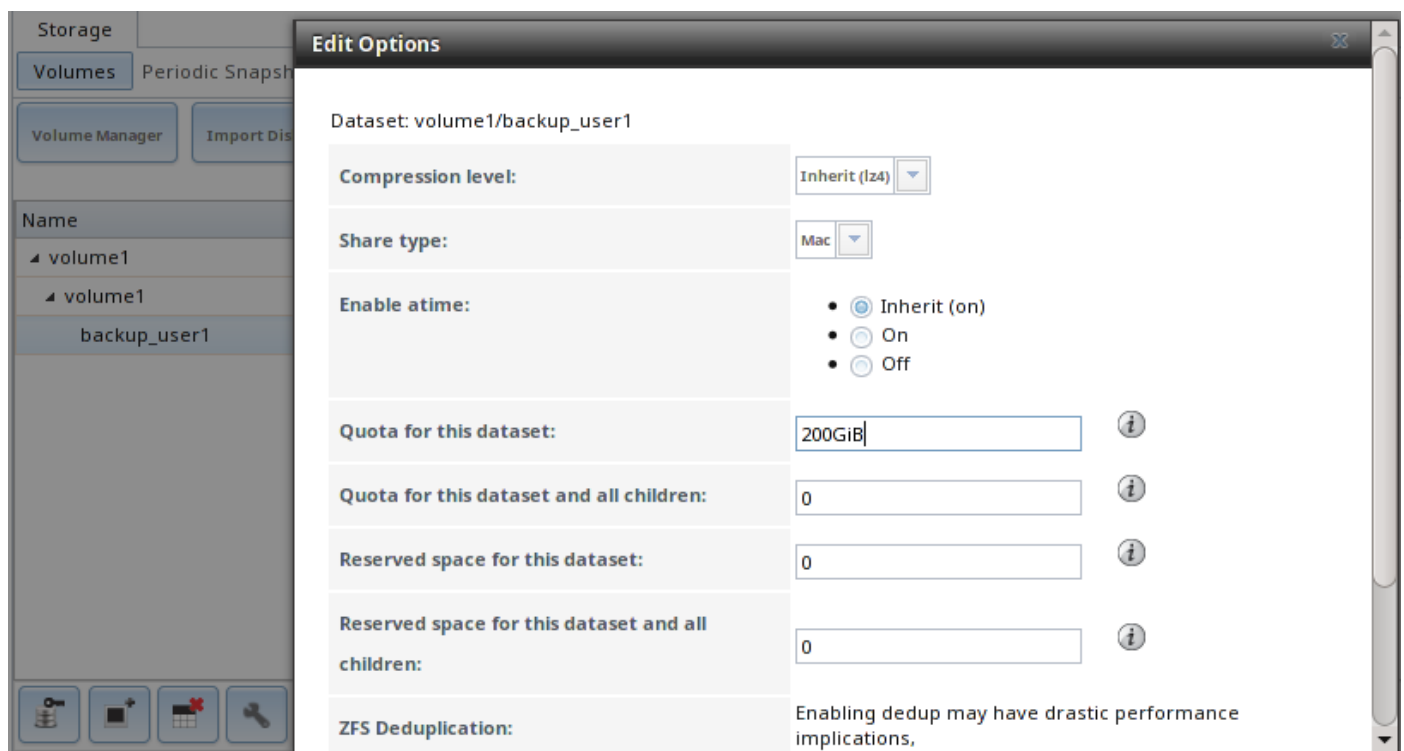 Storage
Volumes Periodic Snapsh
Volume Manager Import Dis
Name
volume1
volume1
backup_user1
Edit Options
Dataset: volume1/backup_user1
Compression level: Inherit (lz4)
Share type: Mac
Enable atime: Inherit (on)
On
Off
Quota for this dataset: 200GiB
Quota for this dataset and all children: 0
Reserved space for this dataset: 0
Reserved space for this dataset and all
children: 0
ZFS Deduplication: Enabling dedup may have drastic performance
implications,